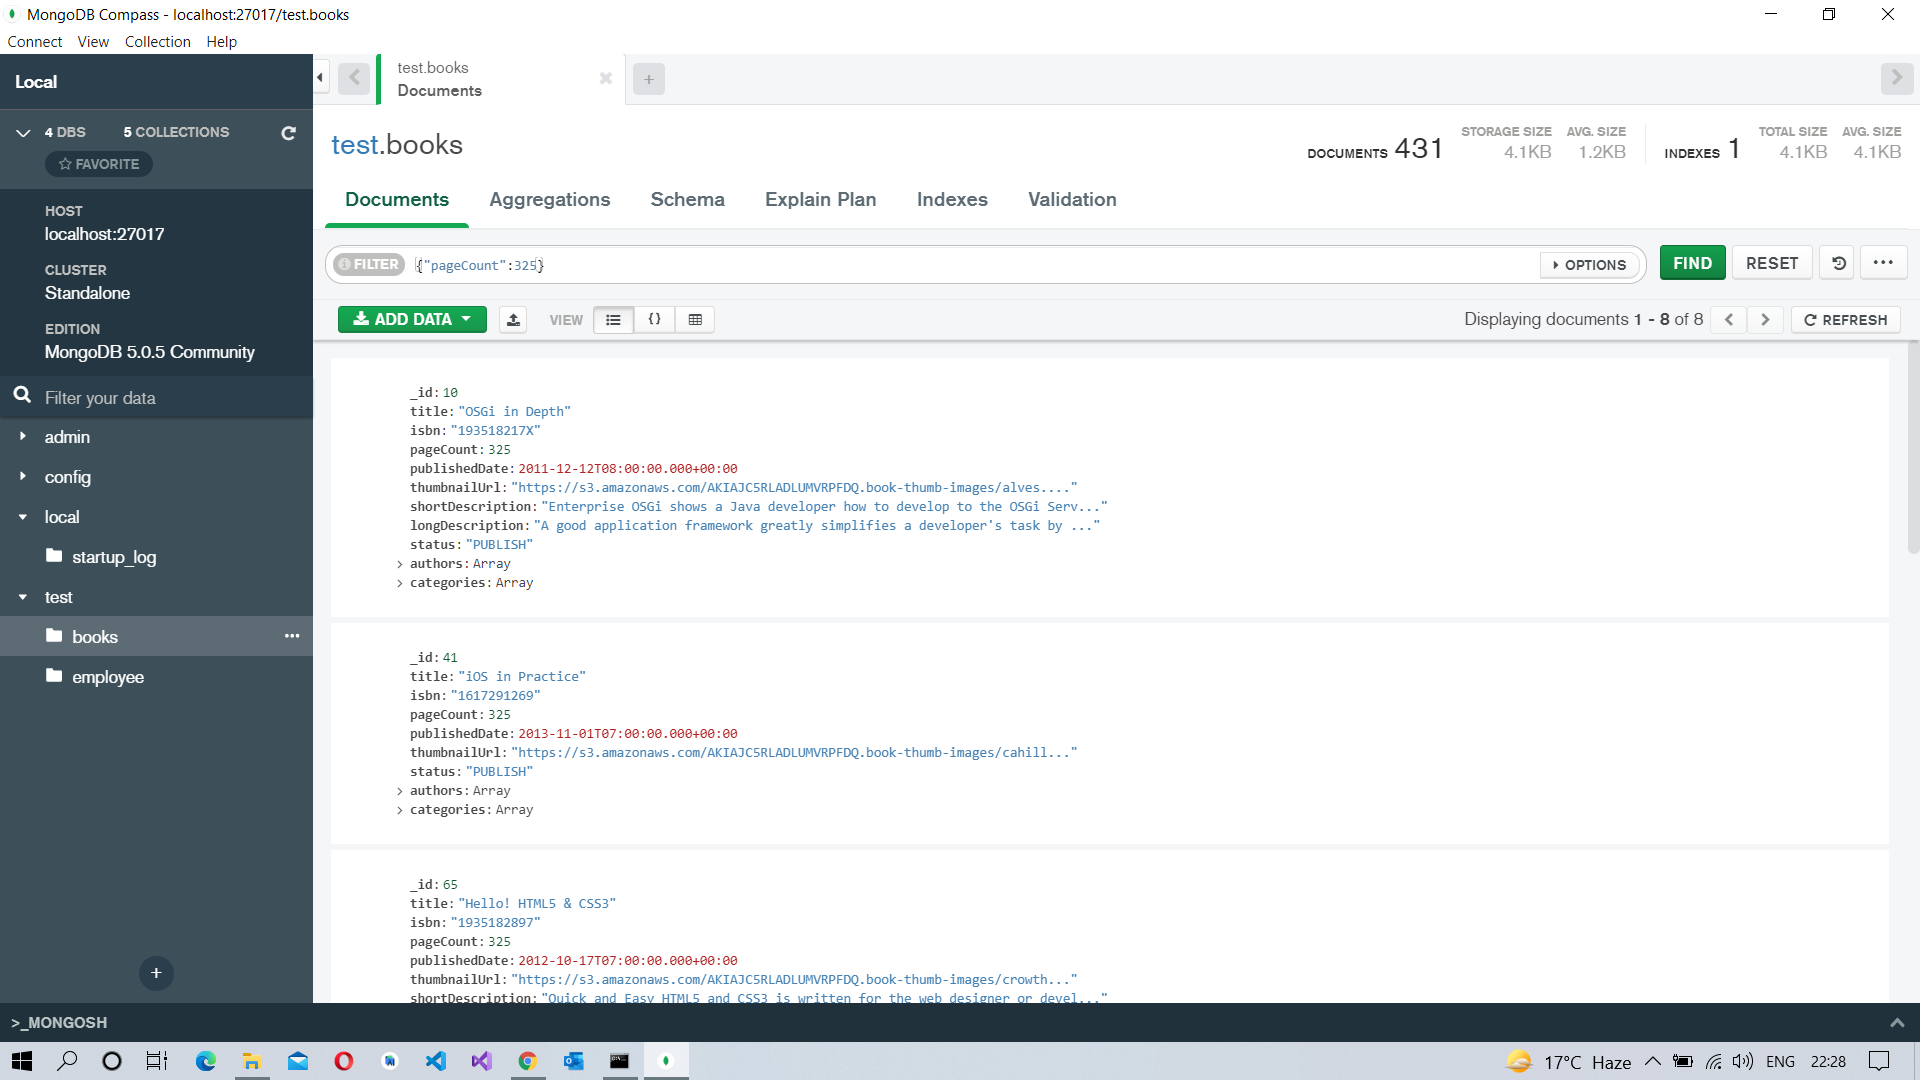 MongoDB Compass - localhost:27017/test.books
Connect View Collection Help
Local
4 DBS 5 COLLECTIONS
FAVORITE
HOST
localhost:27017
CLUSTER
Standalone
EDITION
MongoDB 5.0.5 Community
Filter your data
admin
config
local
startup_log
test
books
employee
test.books
Documents
test.books
DOCUMENTS 431
STORAGE SIZE 4.1KB
AVG. SIZE 1.2KB
INDEXES 1
TOTAL SIZE 4.1KB
AVG. SIZE 4.1KB
Documents Aggregations Schema Explain Plan Indexes Validation
FILTER {"pageCount":325} OPTIONS FIND RESET
ADD DATA VIEW Displaying documents 1 - 8 of 8 REFRESH
_id: 10
title: "OSGi in Depth"
isbn: "193518217X"
pageCount: 325
publishedDate: 2011-12-12T08:00:00.000+00:00
thumbnailUrl: "https://s3.amazonaws.com/AKIAJC5RLADLUMVRPFDQ.book-thumb-images/alves...."
shortDescription: "Enterprise OSGi shows a Java developer how to develop to the OSGi Serv..."
longDescription: "A good application framework greatly simplifies a developer's task by ..."
status: "PUBLISH"
authors: Array
categories: Array
_id: 41
title: "iOS in Practice"
isbn: "1617291269"
pageCount: 325
publishedDate: 2013-11-01T07:00:00.000+00:00
thumbnailUrl: "https://s3.amazonaws.com/AKIAJC5RLADLUMVRPFDQ.book-thumb-images/cahill..."
status: "PUBLISH"
authors: Array
categories: Array
_id: 65
title: "Hello! HTML5 & CSS3"
isbn: "1935182897"
pageCount: 325
publishedDate: 2012-10-17T07:00:00.000+00:00
thumbnailUrl: "https://s3.amazonaws.com/AKIAJC5RLADLUMVRPFDQ.book-thumb-images/crowth..."
shortDescription: "Quick and Easy HTML5 and CSS3 is written for the web designer or devel..."
>_MONGOSH
17°C Haze ENG 22:28